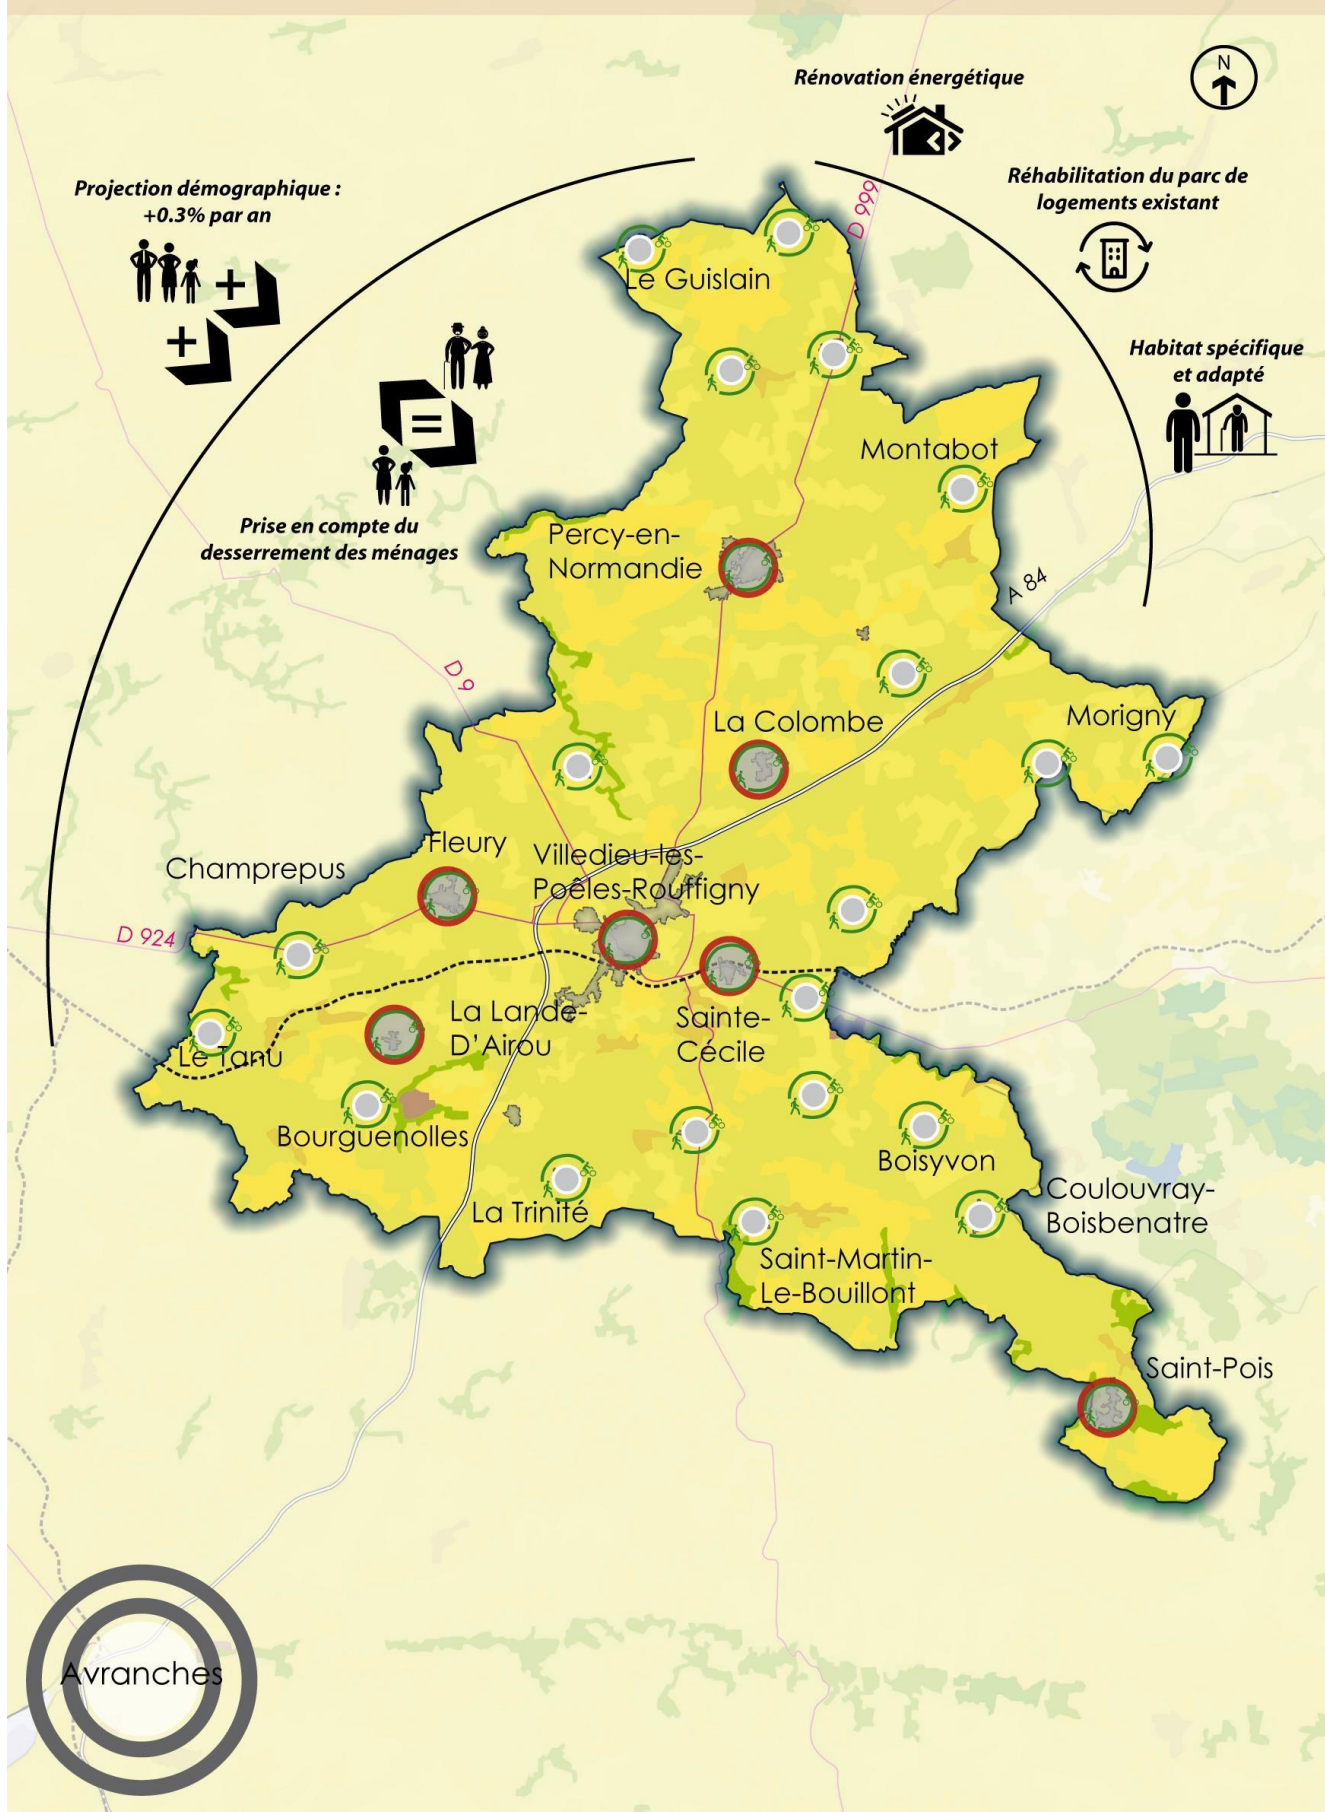 N
Rénovation énergétique
Réhabilitation du parc de
logements existant
Projection démographique :
+0.3% par an
D 999
Le Guislain
Habitat spécifique
et adapté
Montabot
Prise en compte du
desserrement des ménages
Percy-en-
Normandie
A 84
D 9
La Colombe
Morigny
Fleury
Villedieu-les-
Poêles-Rouffigny
Champrepus
D 924
La Lande-
D'Airou
Sainte-
Cécile
Le Tanu
Bourguenolles
Boisyvon
La Trinité
Coulouvray-
Boisbenatre
Saint-Martin-
Le-Bouillont
Saint-Pois
Avranches